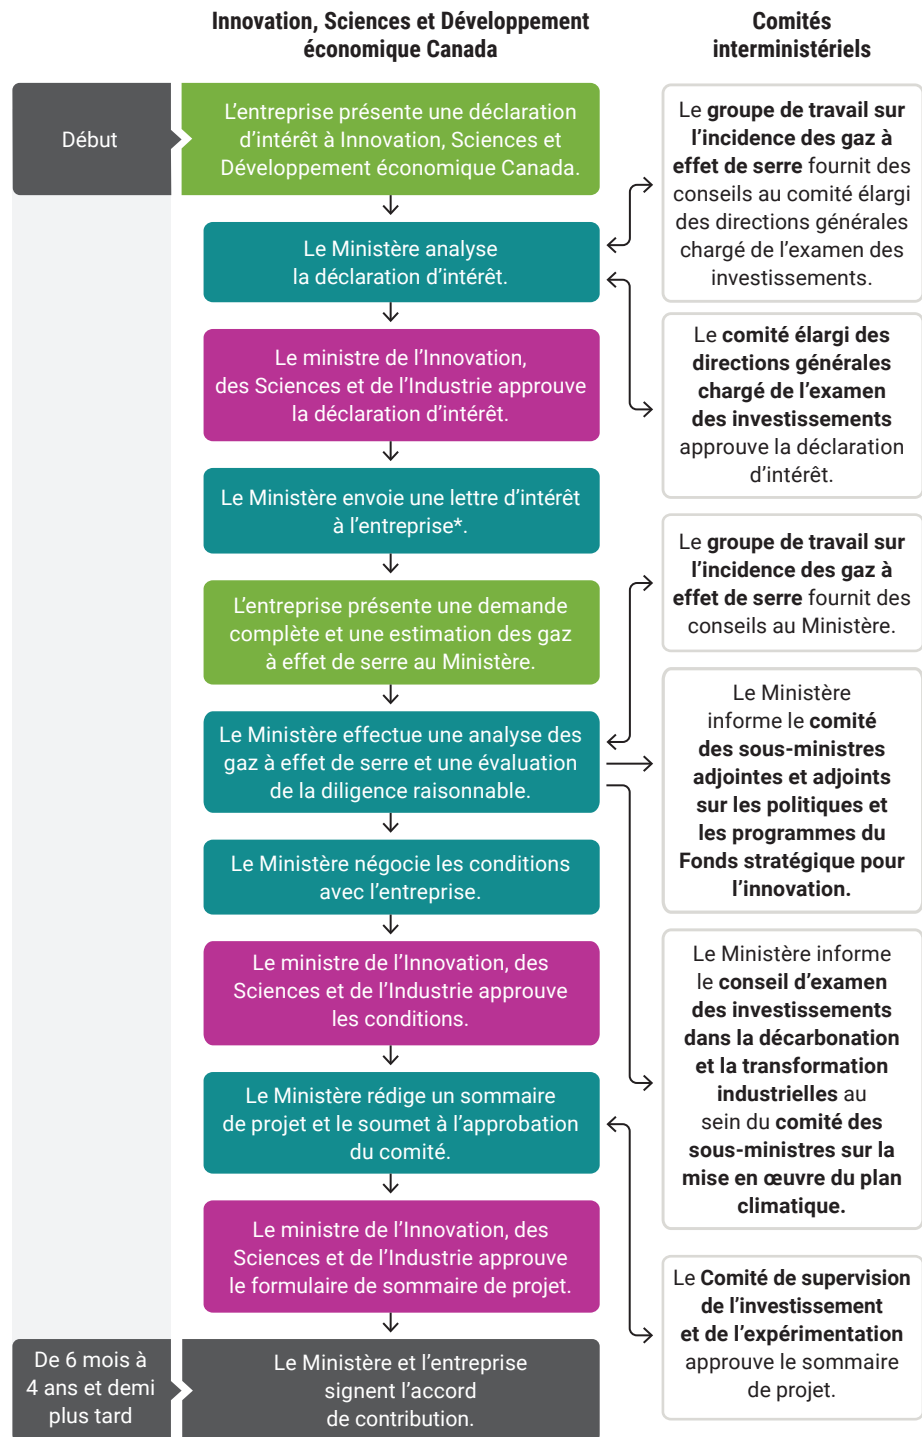 Innovation, Sciences et Développement
économique Canada
Comités
interministériels
Début
L’entreprise présente une déclaration
d’intérêt à Innovation, Sciences et
Développement économique Canada.
Le groupe de travail sur
l’incidence des gaz à
effet de serre fournit des
conseils au comité élargi
des directions générales
chargé de l’examen des
investissements.
Le Ministère analyse
la déclaration d’intérêt.
Le comité élargi des
directions générales
chargé de l’examen
des investissements
approuve la déclaration
d’intérêt.
Le ministre de l’Innovation,
des Sciences et de l’Industrie approuve
la déclaration d’intérêt.
Le Ministère envoie une lettre d’intérêt
à l’entreprise*.
Le groupe de travail sur
l’incidence des gaz à
effet de serre fournit des
conseils au Ministère.
L’entreprise présente une demande
complète et une estimation des gaz
à effet de serre au Ministère.
Le Ministère effectue une analyse des
gaz à effet de serre et une évaluation
de la diligence raisonnable.
Le Ministère
informe le comité
des sous-ministres
adjointes et adjoints
sur les politiques et
les programmes du
Fonds stratégique pour
l’innovation.
Le Ministère négocie les conditions
avec l’entreprise.
Le ministre de l’Innovation, des
Sciences et de l’Industrie approuve
les conditions.
Le Ministère informe
le conseil d’examen
des investissements
dans la décarbonation
et la transformation
industrielles au
sein du comité des
sous-ministres sur la
mise en œuvre du plan
climatique.
Le Ministère rédige un sommaire
de projet et le soumet à l’approbation
du comité.
Le ministre de l’Innovation, des
Sciences et de l’Industrie approuve
le formulaire de sommaire de projet.
Le Comité de supervision
de l’investissement
et de l’expérimentation
approuve le sommaire
de projet.
De 6 mois à
4 ans et demi
plus tard
Le Ministère et l’entreprise
signent l’accord
de contribution.